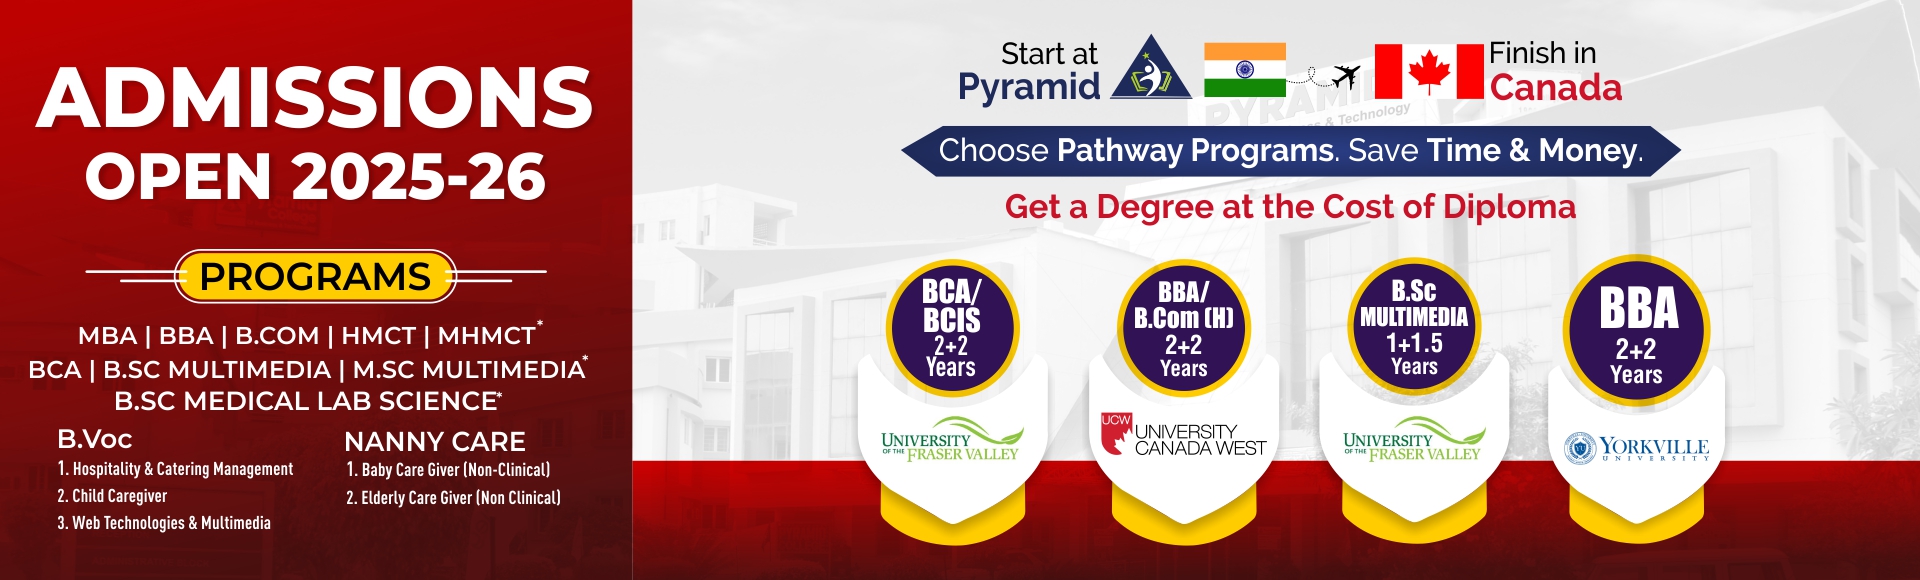 ADMISSIONS
OPEN 2025-26
PROGRAMS
MBA | BBA | B.COM | HMCT | MHMCT*
BCA | B.SC MULTIMEDIA | M.SC MULTIMEDIA*
B.SC MEDICAL LAB SCIENCE*
B.Voc
1. Hospitality & Catering Management
2. Child Caregiver
3. Web Technologies & Multimedia
NANNY CARE
1. Baby Care Giver (Non-Clinical)
2. Elderly Care Giver (Non Clinical)
Start at
Pyramid
Finish in
Canada
PYRAMID
& Technology
Choose Pathway Programs. Save Time & Money.
Get a Degree at the Cost of Diploma
BCA/
BCIS
2+2
Years
UNIVERSITY
OF THE FRASER VALLEY
BBA/
B.Com (H)
2+2
Years
UCW
UNIVERSITY
CANADA WEST
B.Sc
MULTIMEDIA
1+1.5
Years
UNIVERSITY
OF THE FRASER VALLEY
BBA
2+2
Years
YORKVILLE
UNIVERSITY